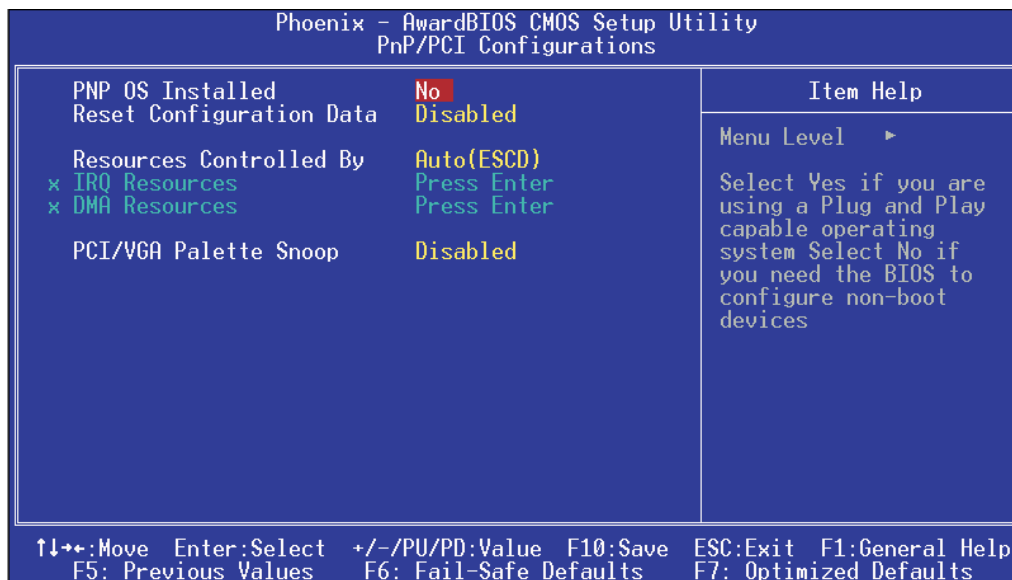 Phoenix - AwardBIOS CMOS Setup Utility
PnP/PCI Configurations
PNP OS Installed No
Reset Configuration Data Disabled
Resources Controlled By Auto(ESCD)
x IRQ Resources Press Enter
x DMA Resources Press Enter
PCI/VGA Palette Snoop Disabled
Item Help
Menu Level ►
Select Yes if you are
using a Plug and Play
capable operating
system Select No if
you need the BIOS to
configure non-boot
devices
↑↓→←:Move Enter:Select +/-/PU/PD:Value F10:Save ESC:Exit F1:General Help
F5: Previous Values F6: Fail-Safe Defaults F7: Optimized Defaults